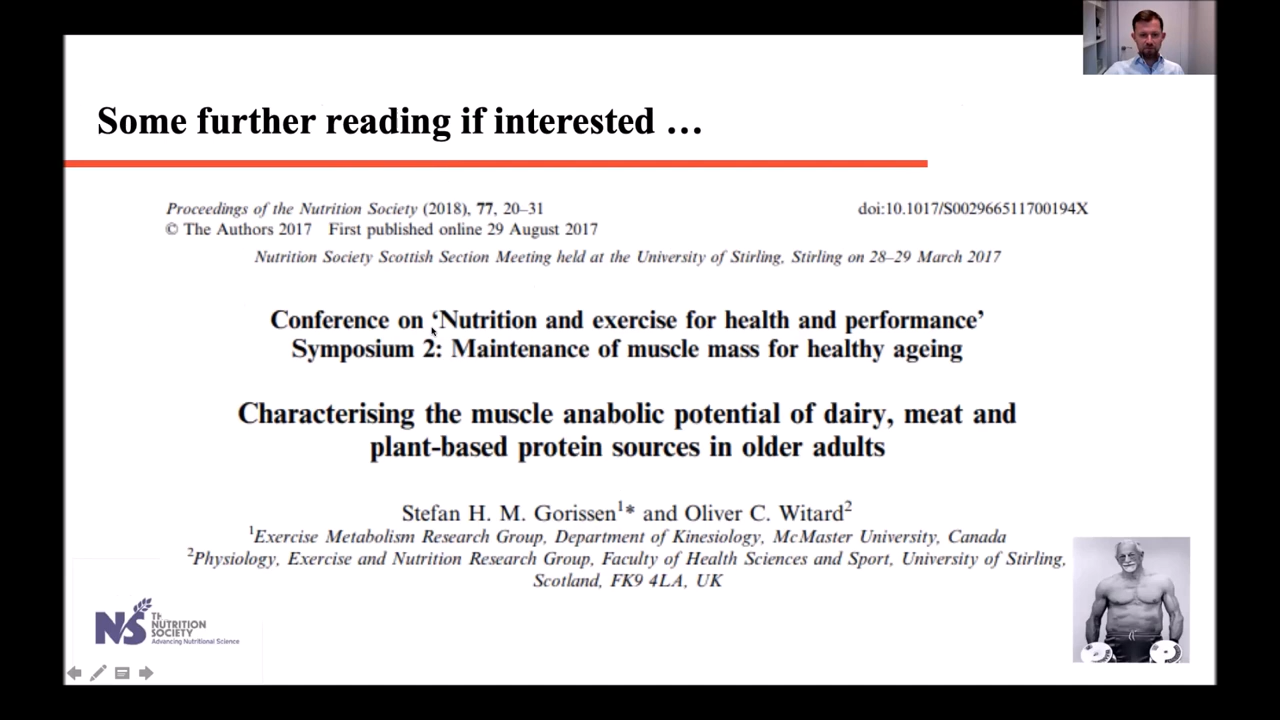 Some further reading if interested …
Proceedings of the Nutrition Society (2018), 77, 20–31
doi:10.1017/S002966511700194X
© The Authors 2017 First published online 29 August 2017
Nutrition Society Scottish Section Meeting held at the University of Stirling, Stirling on 28–29 March 2017
Conference on ‘Nutrition and exercise for health and performance’
Symposium 2: Maintenance of muscle mass for healthy ageing
Characterising the muscle anabolic potential of dairy, meat and
plant-based protein sources in older adults
Stefan H. M. Gorissen1* and Oliver C. Witard2
1Exercise Metabolism Research Group, Department of Kinesiology, McMaster University, Canada
2Physiology, Exercise and Nutrition Research Group, Faculty of Health Sciences and Sport, University of Stirling,
Scotland, FK9 4LA, UK
NS
NUTRITION
SOCIETY
Advancing Nutritional Science